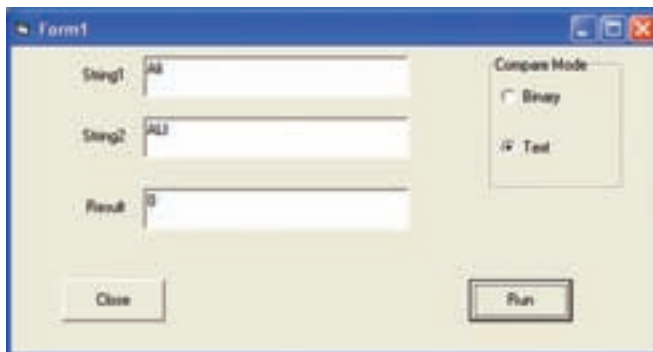 Form1
String1
Ali
Compare Mode
Binary
String2
ALI
Text
Result
0
Close
Run